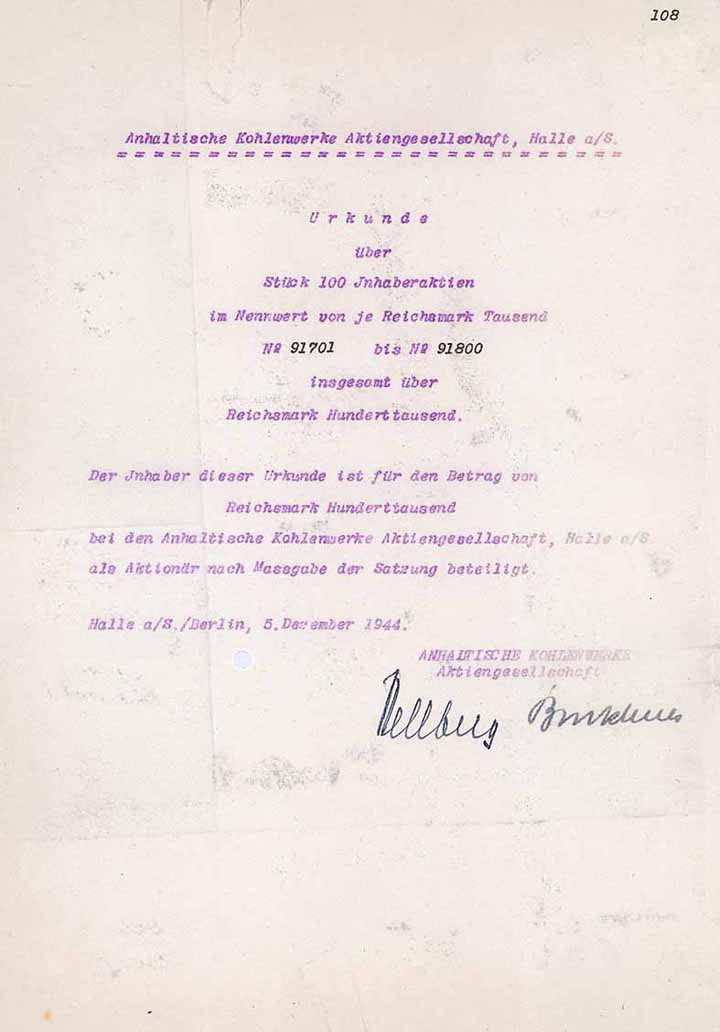 108
Anhaltische Kohlenwerke Aktiengesellschaft, Halle a/S.
= = = = = = = = = = = = = = = = = = = = = =
U r k u n d e
über
Stück 100 Jnhaberaktien
im Nennwert von je Reichsmark Tausend
Nº 91701 bis Nº 91800
insgesamt über
Reichsmark Hunderttausend.
Der Jnhaber dieser Urkunde ist für den Betrag von
Reichsmark Hunderttausend
bei den Anhaltische Kohlenwerke Aktiengesellschaft, Halle a/S
als Aktionär nach Massgabe der Satzung beteiligt.
Halle a/S./Berlin, 5.Dezember 1944.
ANHALTISCHE KOHLENWERKE
Aktiengesellschaft